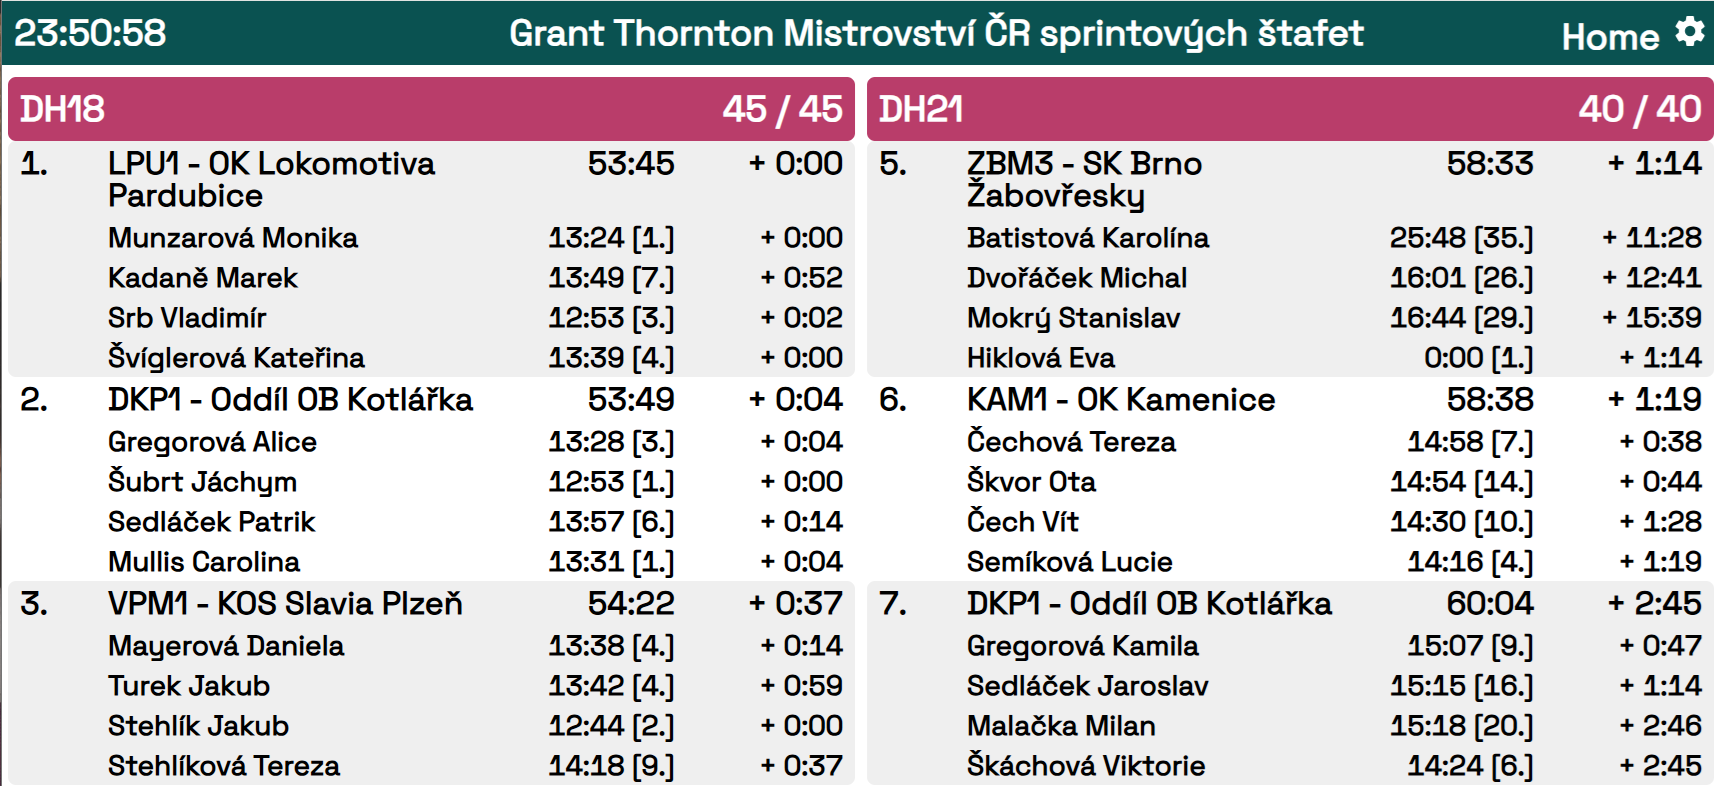 23:50:58 Grant Thornton Mistrovství ČR sprintových štafet Home
DH18 45 / 45
1. LPU1 - OK Lokomotiva Pardubice 53:45 + 0:00
Munzarová Monika 13:24 [1.] + 0:00
Kadaně Marek 13:49 [7.] + 0:52
Srb Vladimír 12:53 [3.] + 0:02
Švíglerová Kateřina 13:39 [4.] + 0:00
2. DKP1 - Oddíl OB Kotlářka 53:49 + 0:04
Gregorová Alice 13:28 [3.] + 0:04
Šubrt Jáchym 12:53 [1.] + 0:00
Sedláček Patrik 13:57 [6.] + 0:14
Mullis Carolina 13:31 [1.] + 0:04
3. VPM1 - KOS Slavia Plzeň 54:22 + 0:37
Mayerová Daniela 13:38 [4.] + 0:14
Turek Jakub 13:42 [4.] + 0:59
Stehlík Jakub 12:44 [2.] + 0:00
Stehlíková Tereza 14:18 [9.] + 0:37
DH21 40 / 40
5. ZBM3 - SK Brno Žabovřesky 58:33 + 1:14
Batistová Karolína 25:48 [35.] + 11:28
Dvořáček Michal 16:01 [26.] + 12:41
Mokrý Stanislav 16:44 [29.] + 15:39
Hiklová Eva 0:00 [1.] + 1:14
6. KAM1 - OK Kamenice 58:38 + 1:19
Čechová Tereza 14:58 [7.] + 0:38
Škvor Ota 14:54 [14.] + 0:44
Čech Vít 14:30 [10.] + 1:28
Semíková Lucie 14:16 [4.] + 1:19
7. DKP1 - Oddíl OB Kotlářka 60:04 + 2:45
Gregorová Kamila 15:07 [9.] + 0:47
Sedláček Jaroslav 15:15 [16.] + 1:14
Malačka Milan 15:18 [20.] + 2:46
Škáchová Viktorie 14:24 [6.] + 2:45